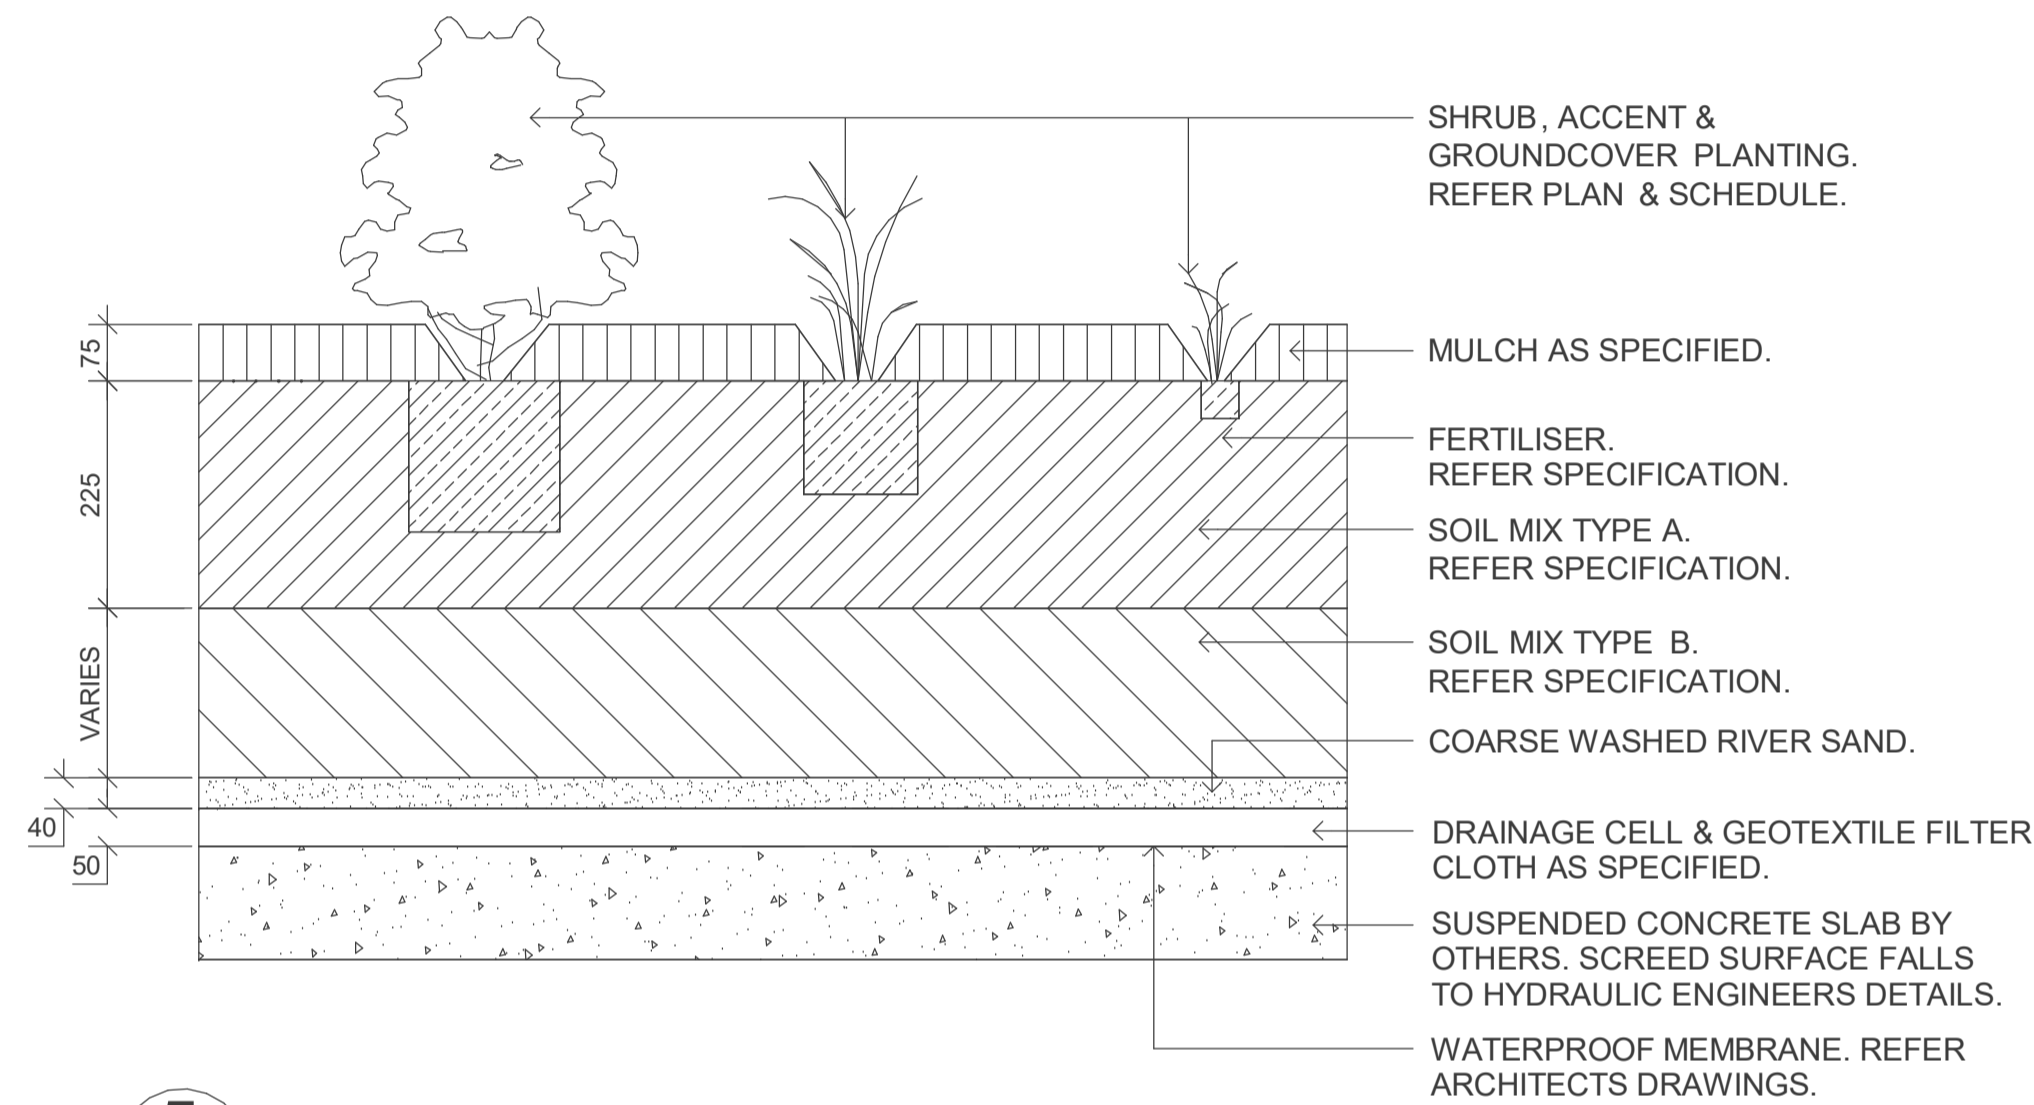 SHRUB, ACCENT &
GROUNDCOVER PLANTING.
REFER PLAN & SCHEDULE.
75
MULCH AS SPECIFIED.
225
FERTILISER.
REFER SPECIFICATION.
SOIL MIX TYPE A.
REFER SPECIFICATION.
VARIES
SOIL MIX TYPE B.
REFER SPECIFICATION.
COARSE WASHED RIVER SAND.
40
50
DRAINAGE CELL & GEOTEXTILE FILTER
CLOTH AS SPECIFIED.
SUSPENDED CONCRETE SLAB BY
OTHERS. SCREED SURFACE FALLS
TO HYDRAULIC ENGINEERS DETAILS.
WATERPROOF MEMBRANE. REFER
ARCHITECTS DRAWINGS.